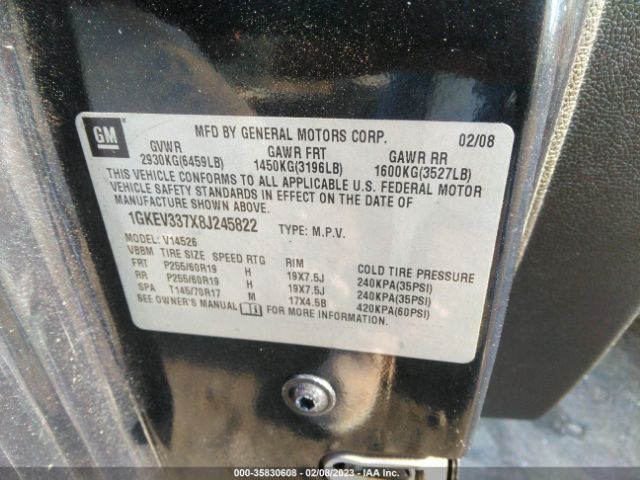 GM
MFD BY GENERAL MOTORS CORP. 02/08
GVWR GAWR FRT GAWR RR
2930KG(6459LB) 1450KG(3196LB) 1600KG(3527LB)
THIS VEHICLE CONFORMS TO ALL APPLICABLE U.S. FEDERAL MOTOR
VEHICLE SAFETY STANDARDS IN EFFECT ON THE DATE OF
MANUFACTURE SHOWN ABOVE.
1GKEV337X8J245822 TYPE: M.P.V.
MODEL: V14526
VBBM TIRE SIZE SPEED RTG RIM COLD TIRE PRESSURE
FRT P255/60R19 H 19X7.5J 240KPA(35PSI)
RR P255/60R19 H 19X7.5J 240KPA(35PSI)
SPA T145/70R17 M 17X4.5B 420KPA(60PSI)
SEE OWNER'S MANUAL FOR MORE INFORMATION.
000-35830608 - 02/08/2023 - IAA Inc.